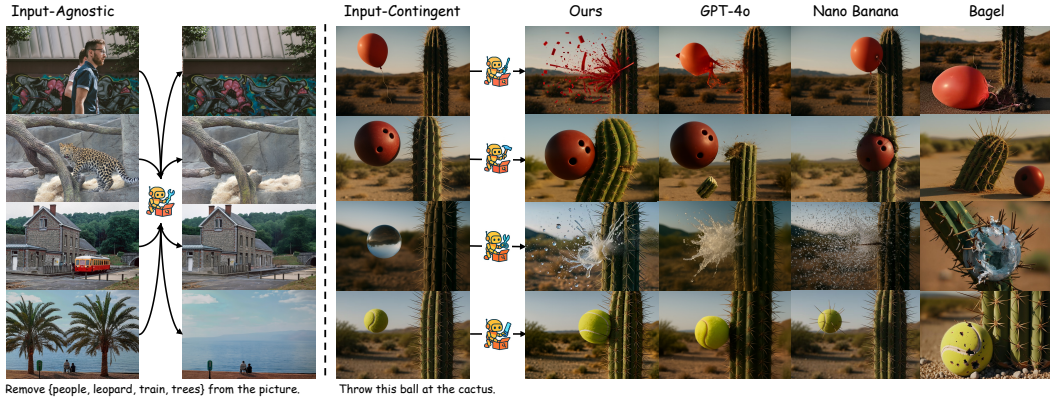 Input-Agnostic
Input-Contingent
Ours
GPT-4o
Nano Banana
Bagel
Remove {people, leopard, train, trees} from the picture.
Throw this ball at the cactus.